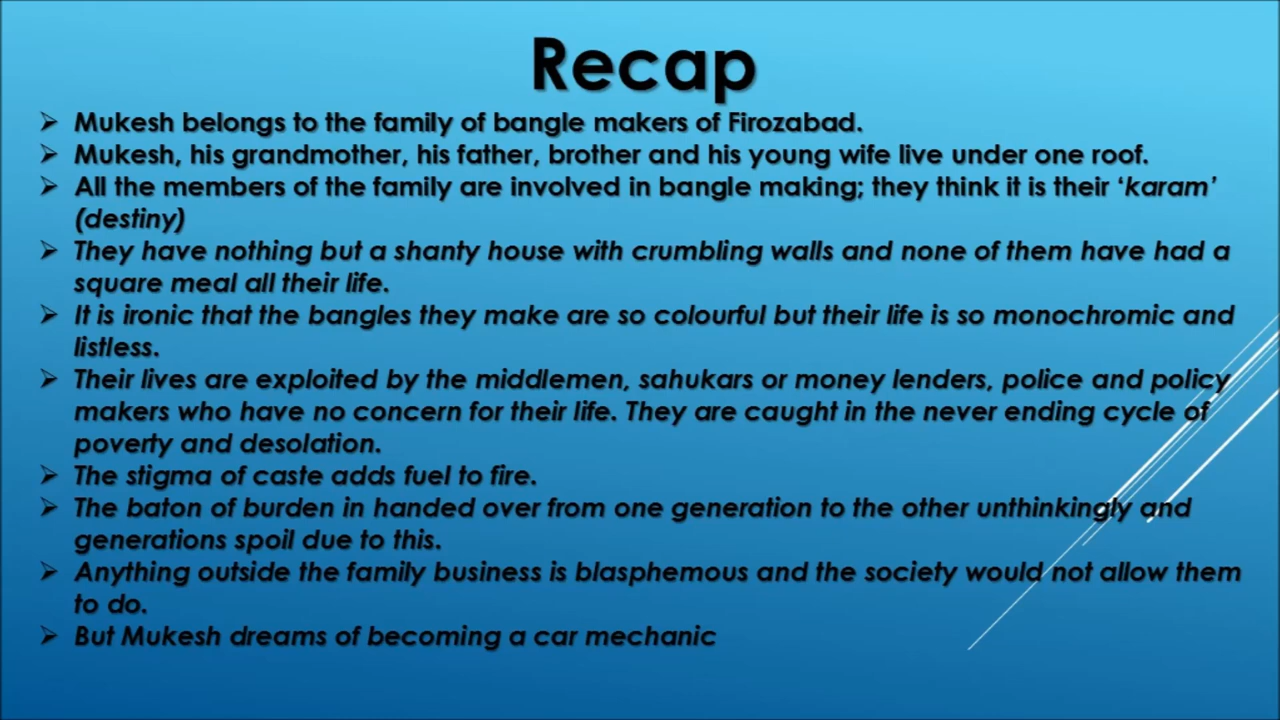 Recap
➢ Mukesh belongs to the family of bangle makers of Firozabad.
➢ Mukesh, his grandmother, his father, brother and his young wife live under one roof.
➢ All the members of the family are involved in bangle making; they think it is their ‘karam’
(destiny)
➢ They have nothing but a shanty house with crumbling walls and none of them have had a
square meal all their life.
➢ It is ironic that the bangles they make are so colourful but their life is so monochromic and
listless.
➢ Their lives are exploited by the middlemen, sahukars or money lenders, police and policy
makers who have no concern for their life. They are caught in the never ending cycle of
poverty and desolation.
➢ The stigma of caste adds fuel to fire.
➢ The baton of burden in handed over from one generation to the other unthinkingly and
generations spoil due to this.
➢ Anything outside the family business is blasphemous and the society would not allow them
to do.
➢ But Mukesh dreams of becoming a car mechanic